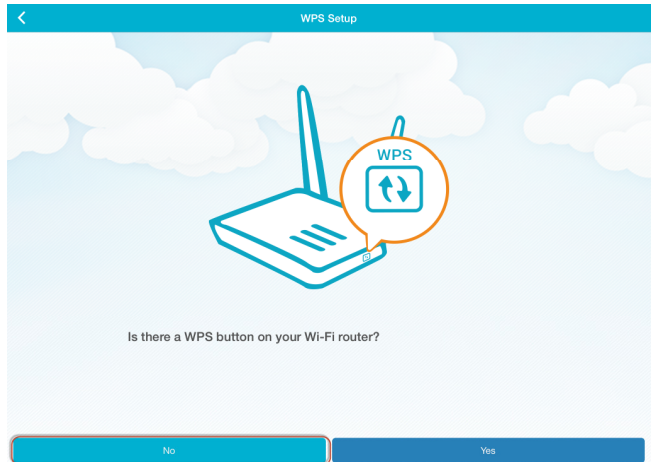 WPS Setup
WPS
Is there a WPS button on your Wi-Fi router?
No
Yes